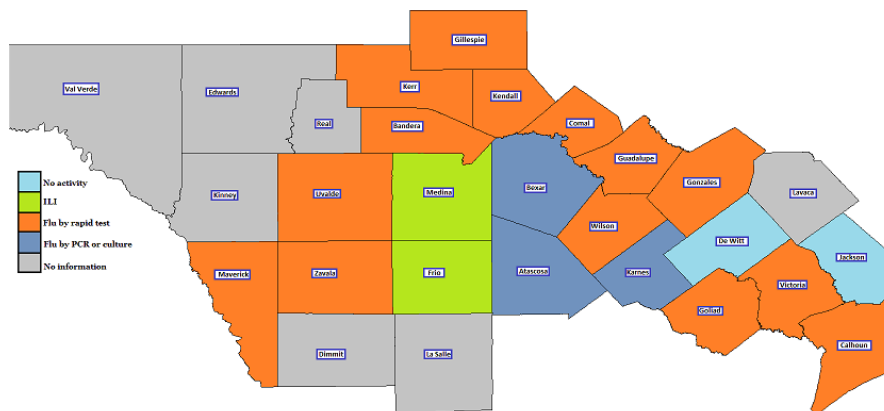 Gillespie
Val Verde
Edwards
Kerr
Kendall
Real
Bandera
Comal
Guadalupe
No activity
ILI
Flu by rapid test
Flu by PCR or culture
No information
Kinney
Uvalde
Medina
Bexar
Gonzales
Lavaca
Wilson
De Witt
Jackson
Maverick
Zavala
Frio
Atascosa
Karnes
Victoria
Goliad
Dimmit
La Salle
Calhoun